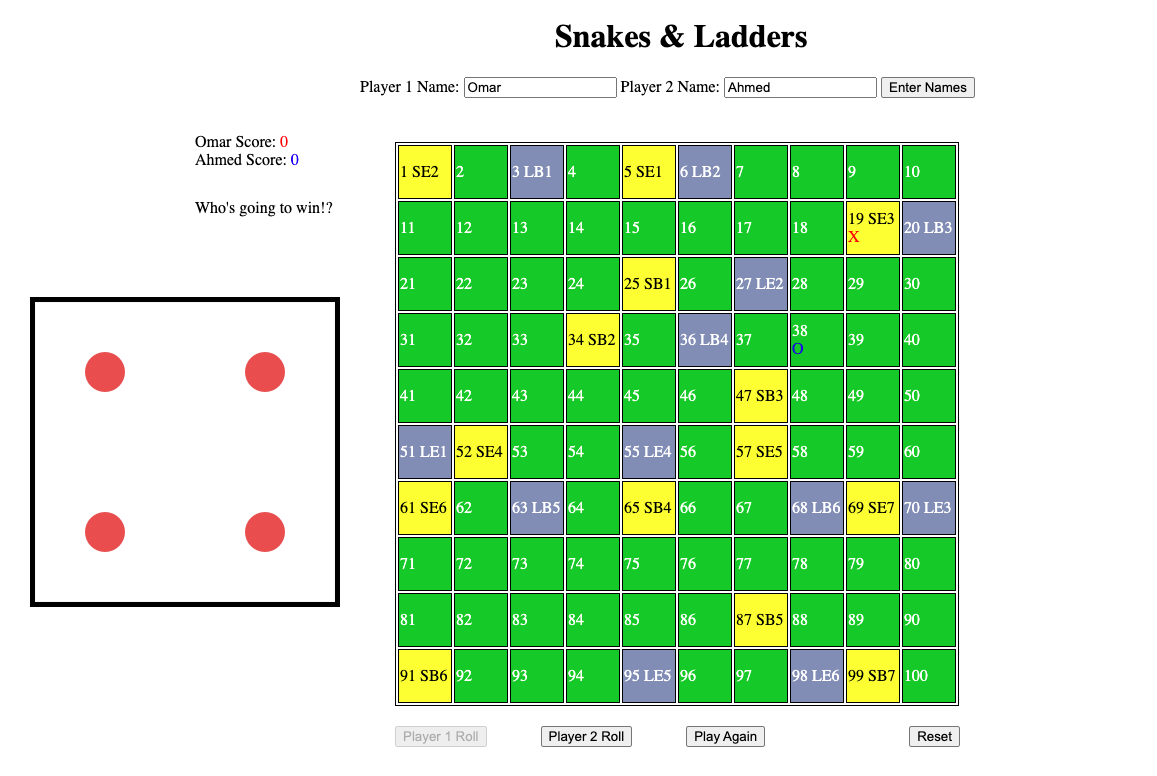 Snakes & Ladders
Player 1 Name: Omar Player 2 Name: Ahmed Enter Names
Omar Score: 0
Ahmed Score: 0
Who's going to win!?
1 SE2 2 3 LB1 4 5 SE1 6 LB2 7 8 9 10
11 12 13 14 15 16 17 18 19 SE3 20 LB3
X
21 22 23 24 25 SB1 26 27 LE2 28 29 30
31 32 33 34 SB2 35 36 LB4 37 38 39 40
O
41 42 43 44 45 46 47 SB3 48 49 50
51 LE1 52 SE4 53 54 55 LE4 56 57 SE5 58 59 60
61 SE6 62 63 LB5 64 65 SB4 66 67 68 LB6 69 SE7 70 LE3
71 72 73 74 75 76 77 78 79 80
81 82 83 84 85 86 87 SB5 88 89 90
91 SB6 92 93 94 95 LE5 96 97 98 LE6 99 SB7 100
Player 1 Roll Player 2 Roll Play Again Reset